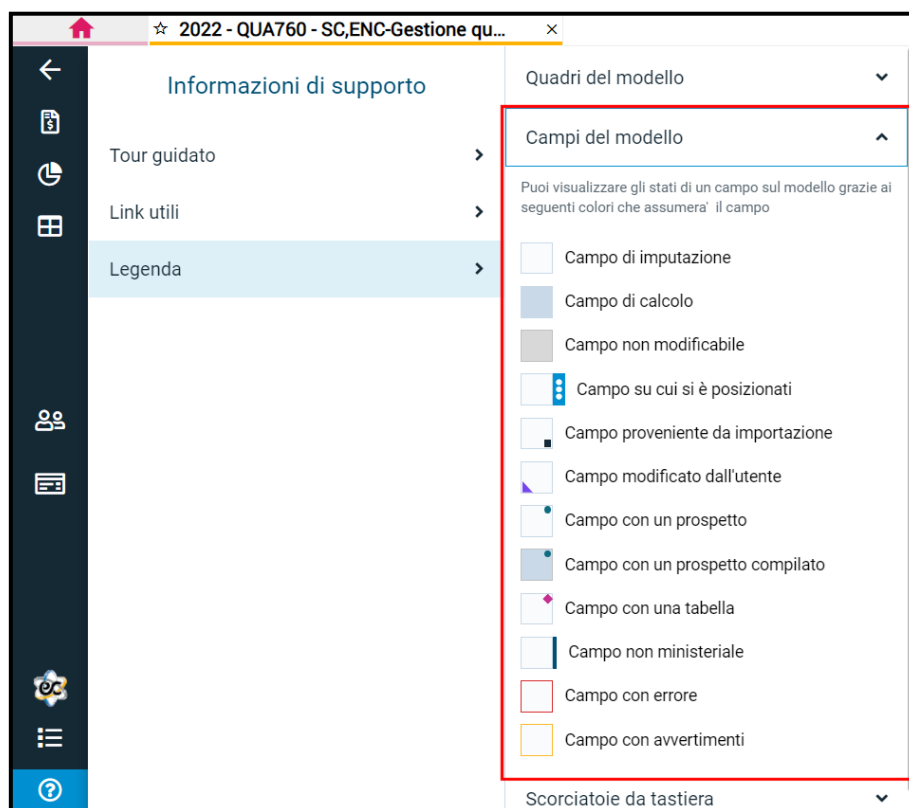 ☆ 2022 - QUA760 - SC,ENC-Gestione qu... ×
Informazioni di supporto
Tour guidato
Link utili
Legenda
Quadri del modello
Campi del modello
Puoi visualizzare gli stati di un campo sul modello grazie ai
seguenti colori che assumera' il campo
Campo di imputazione
Campo di calcolo
Campo non modificabile
Campo su cui si è posizionati
Campo proveniente da importazione
Campo modificato dall'utente
Campo con un prospetto
Campo con un prospetto compilato
Campo con una tabella
Campo non ministeriale
Campo con errore
Campo con avvertimenti
Scorciatoie da tastiera
ec